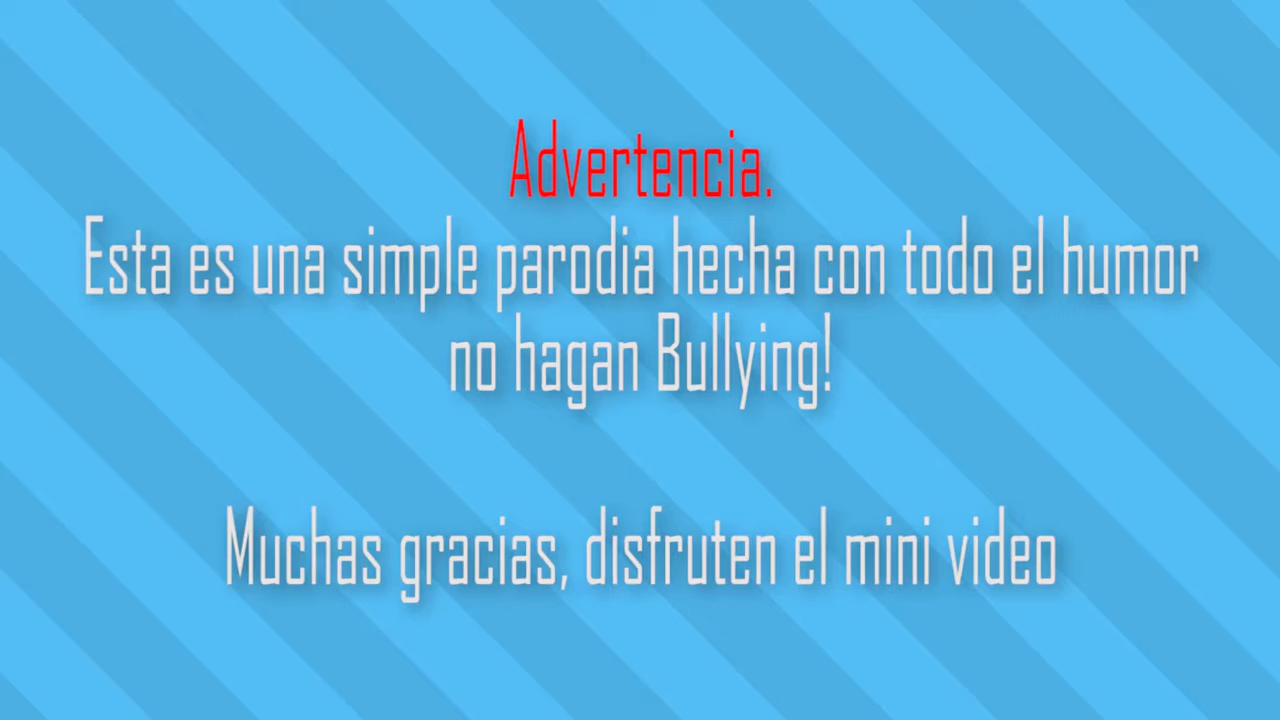 Advertencia.
Esta es una simple parodia hecha con todo el humor
no hagan Bullying!
Muchas gracias, disfruten el mini video